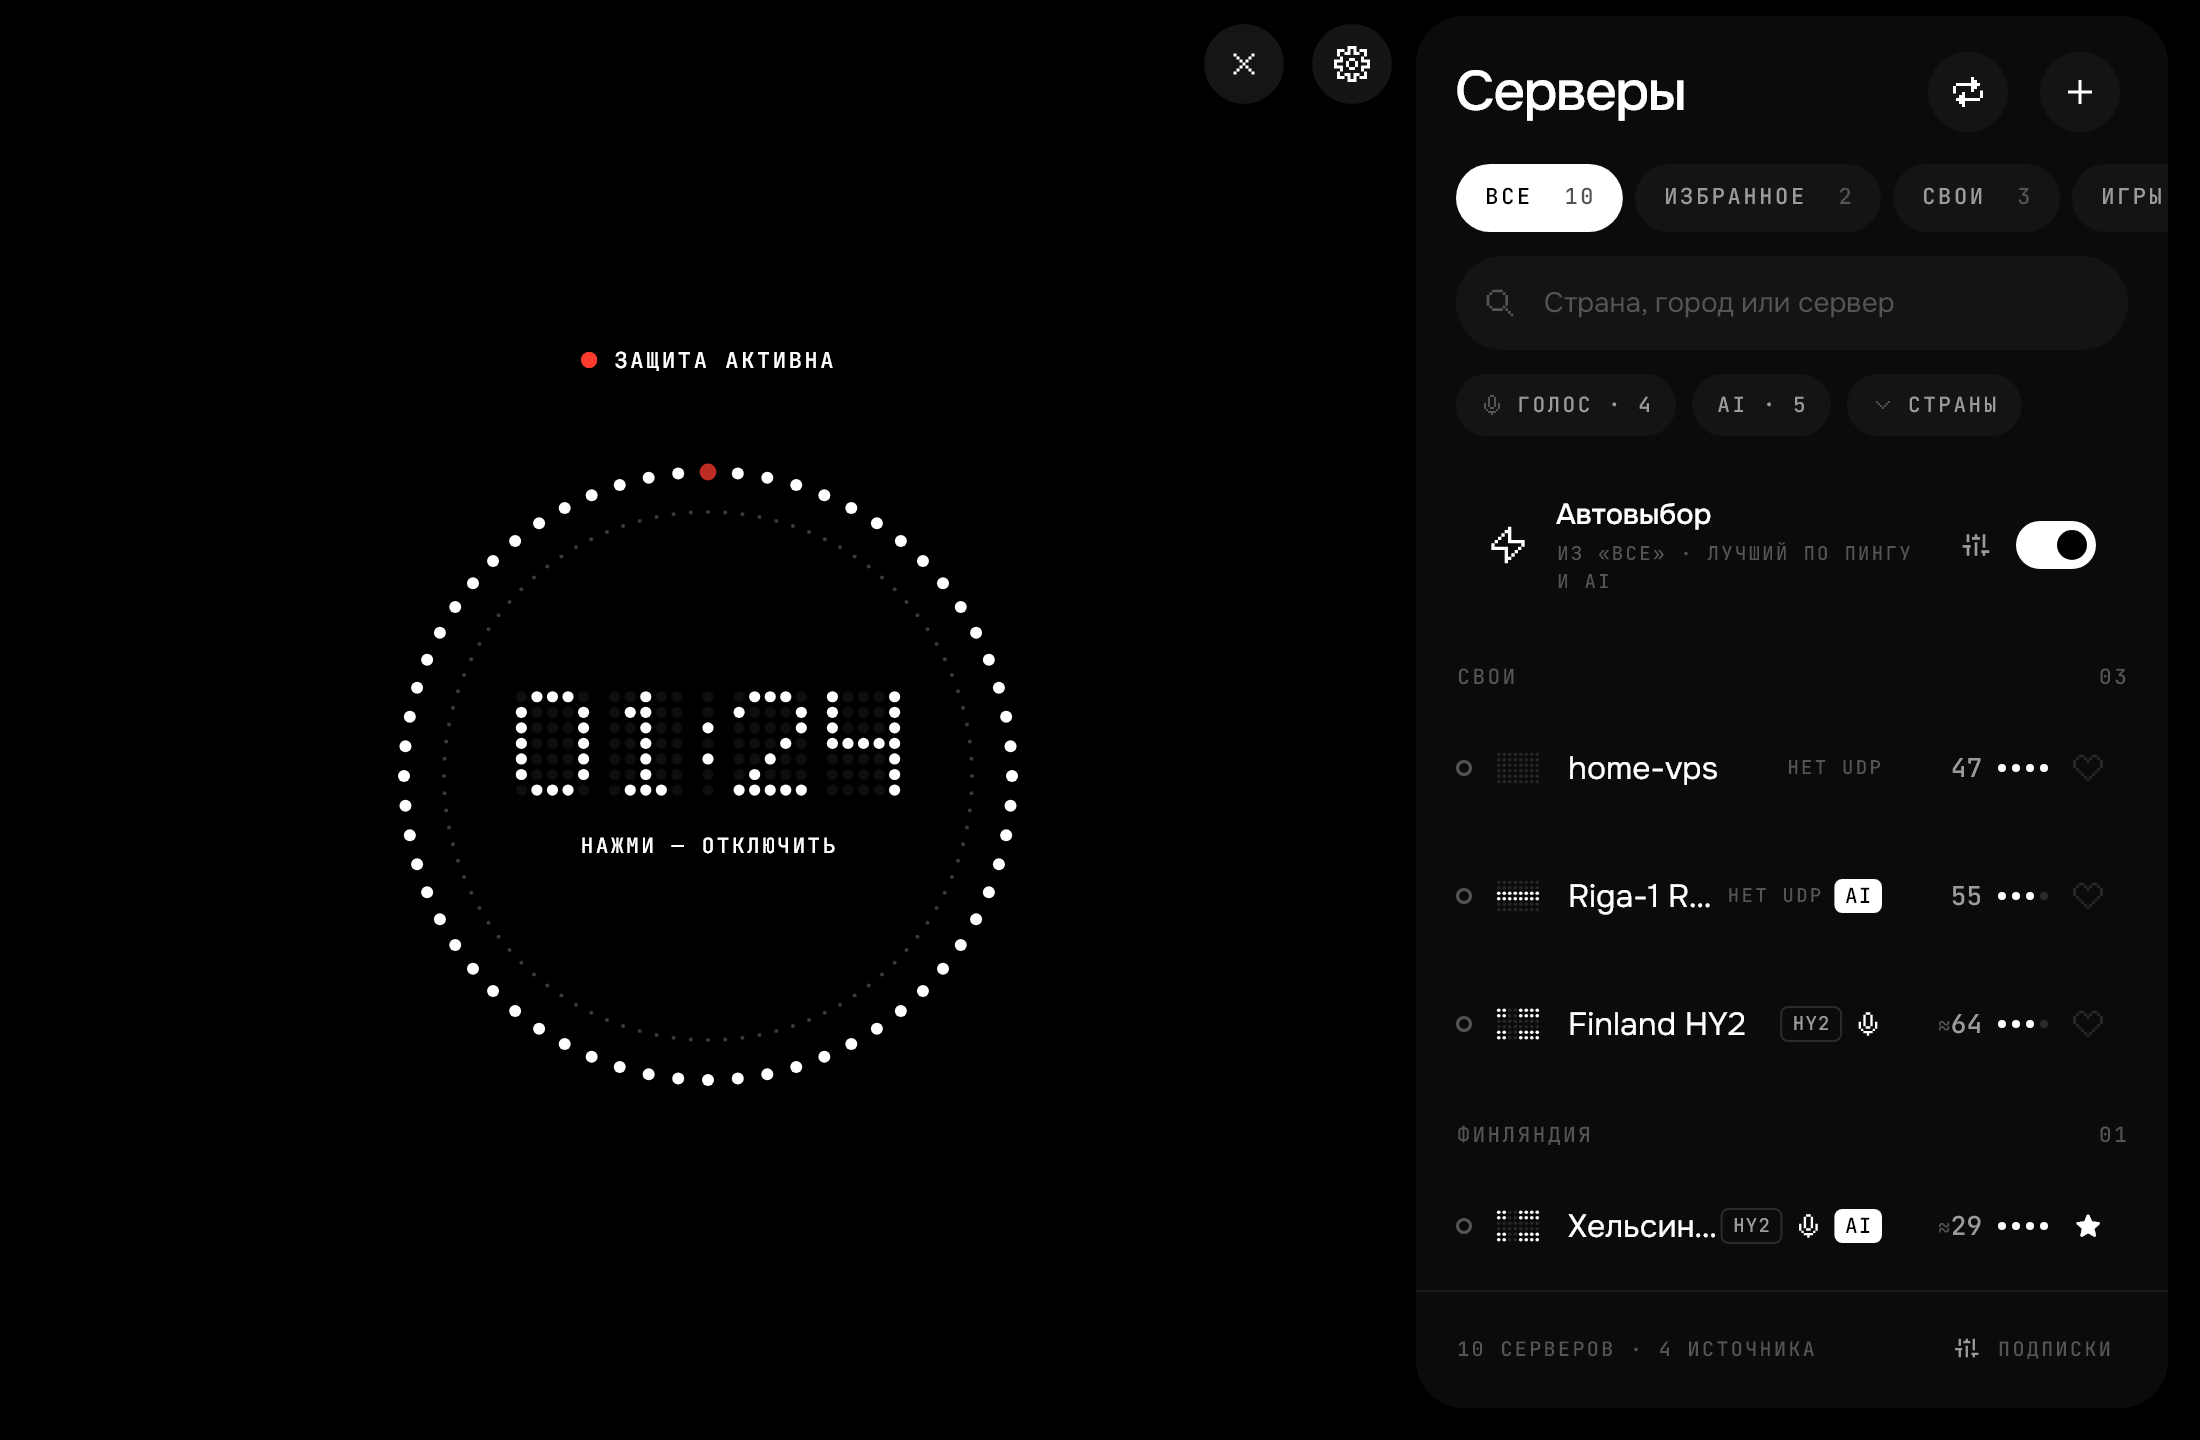 ЗАЩИТА АКТИВНА
01:24
НАЖМИ — ОТКЛЮЧИТЬ
Серверы
ВСЕ 10 ИЗБРАННОЕ 2 СВОИ 3 ИГРЫ
Страна, город или сервер
ГОЛОС · 4 AI · 5 СТРАНЫ
Автовыбор
ИЗ «ВСЕ» · ЛУЧШИЙ ПО ПИНГУ
И AI
СВОИ 03
home-vps НЕТ UDP 47
Riga-1 R... НЕТ UDP AI 55
Finland HY2 HY2 ≈64
ФИНЛЯНДИЯ 01
Хельсин... HY2 AI ≈29
10 СЕРВЕРОВ · 4 ИСТОЧНИКА ПОДПИСКИ